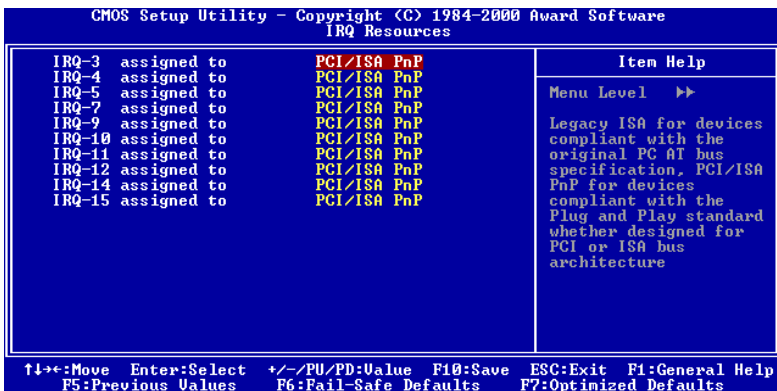 CMOS Setup Utility - Copyright (C) 1984-2000 Award Software
IRQ Resources
IRQ-3 assigned to PCI/ISA PnP
IRQ-4 assigned to PCI/ISA PnP
IRQ-5 assigned to PCI/ISA PnP
IRQ-7 assigned to PCI/ISA PnP
IRQ-9 assigned to PCI/ISA PnP
IRQ-10 assigned to PCI/ISA PnP
IRQ-11 assigned to PCI/ISA PnP
IRQ-12 assigned to PCI/ISA PnP
IRQ-14 assigned to PCI/ISA PnP
IRQ-15 assigned to PCI/ISA PnP
Item Help
Menu Level ▸▸
Legacy ISA for devices
compliant with the
original PC AT bus
specification, PCI/ISA
PnP for devices
compliant with the
Plug and Play standard
whether designed for
PCI or ISA bus
architecture
↑↓→←:Move Enter:Select +/-/PU/PD:Value F10:Save ESC:Exit F1:General Help
F5:Previous Values F6:Fail-Safe Defaults F7:Optimized Defaults